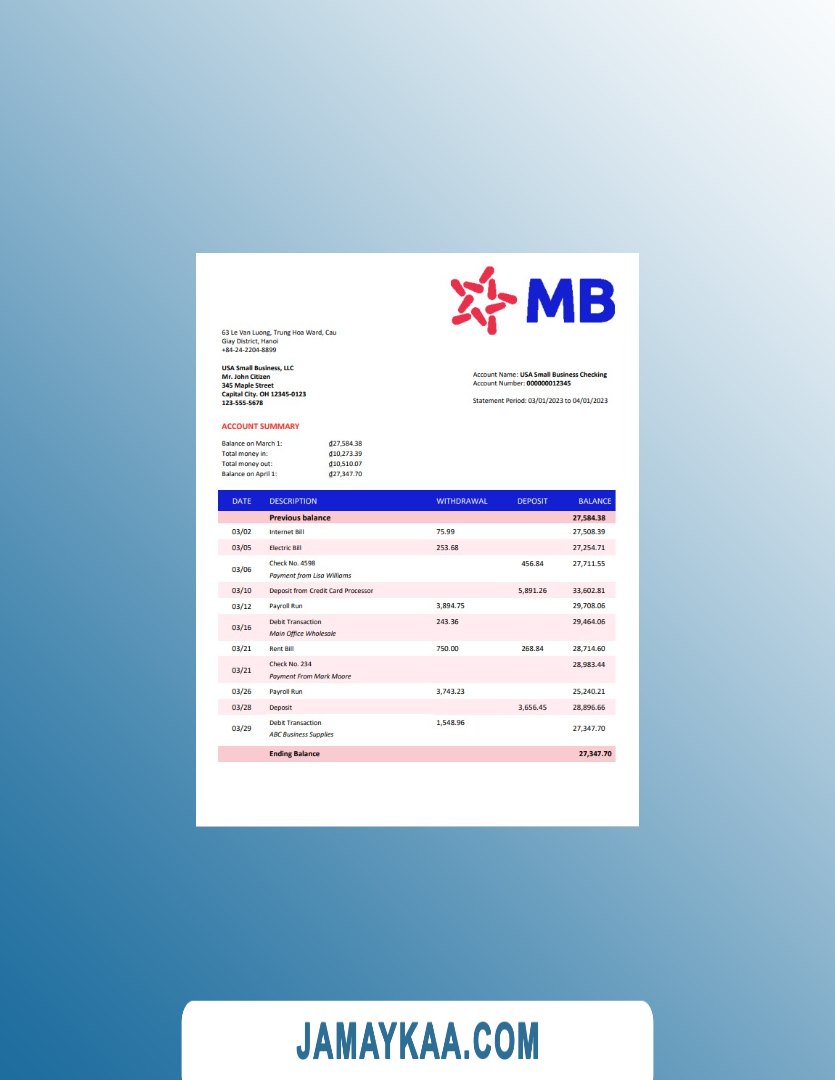 MB
63 Le Van Luong, Trung Hoa Ward, Cau
Giay District, Hanoi
+84-24-2204-8899
USA Small Business, LLC
Mr. John Citizen
345 Maple Street
Capital City. OH 12345-0123
123-555-5678
Account Name: USA Small Business Checking
Account Number: 000000012345
Statement Period: 03/01/2023 to 04/01/2023
ACCOUNT SUMMARY
Balance on March 1: ₫27,584.38
Total money in: ₫10,273.39
Total money out: ₫10,510.07
Balance on April 1: ₫27,347.70
DATE DESCRIPTION WITHDRAWAL DEPOSIT BALANCE
Previous balance 27,584.38
03/02 Internet Bill 75.99 27,508.39
03/05 Electric Bill 253.68 27,254.71
03/06 Check No. 4598 456.84 27,711.55
Payment from Lisa Williams
03/10 Deposit from Credit Card Processor 5,891.26 33,602.81
03/12 Payroll Run 3,894.75 29,708.06
03/16 Debit Transaction 243.36 29,464.06
Main Office Wholesale
03/21 Rent Bill 750.00 268.84 28,714.60
03/21 Check No. 234 28,983.44
Payment From Mark Moore
03/26 Payroll Run 3,743.23 25,240.21
03/28 Deposit 3,656.45 28,896.66
03/29 Debit Transaction 1,548.96 27,347.70
ABC Business Supplies
Ending Balance 27,347.70
JAMAYKAA.COM